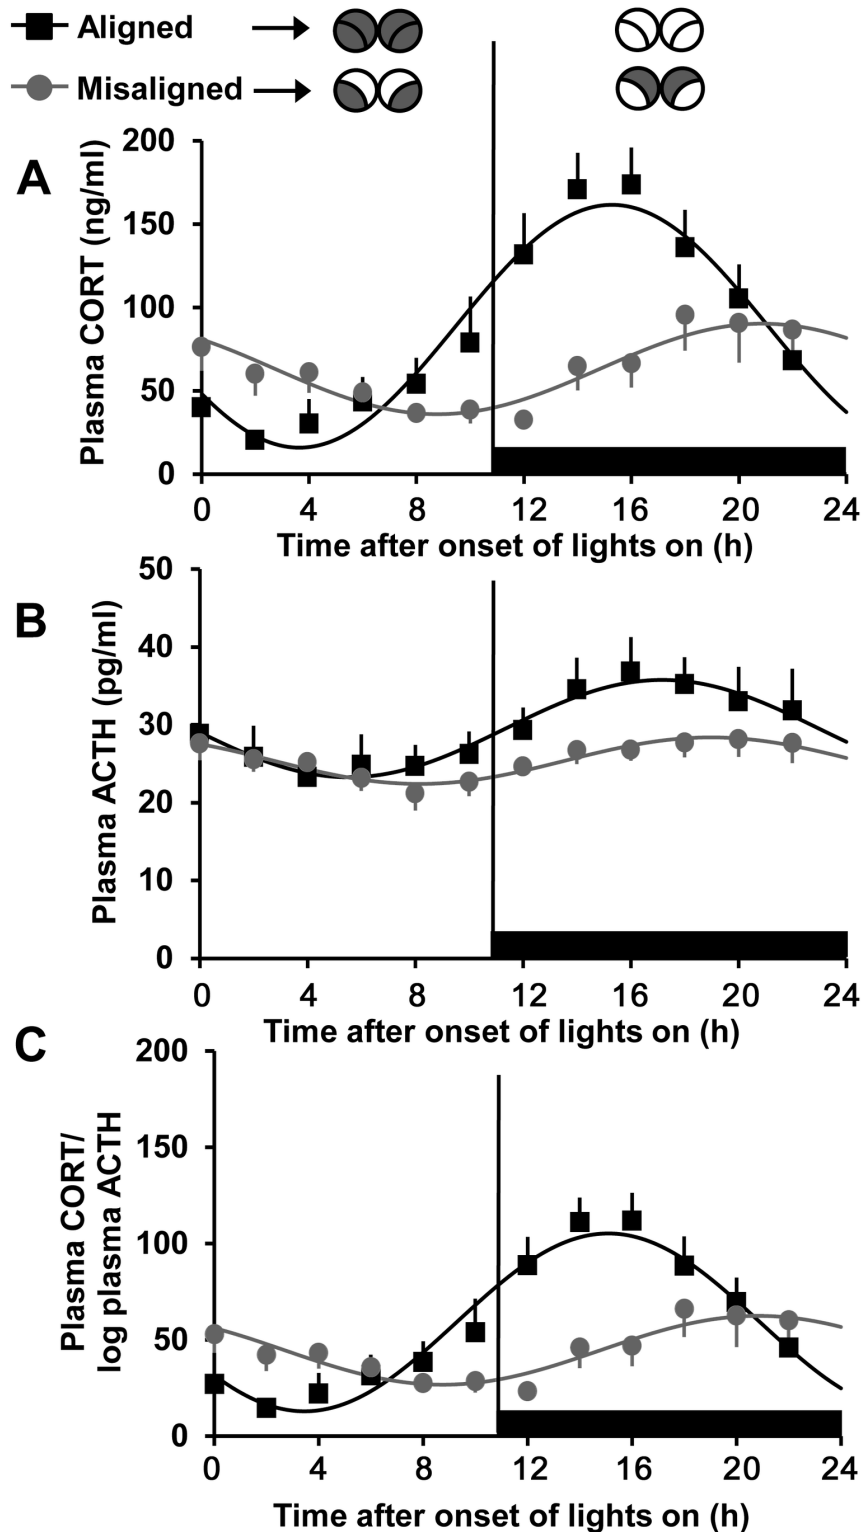 Aligned
Misaligned
A
Plasma CORT (ng/ml)
200
150
100
50
0
0 4 8 12 16 20 24
Time after onset of lights on (h)
B
Plasma ACTH (pg/ml)
50
40
30
20
10
0
0 4 8 12 16 20 24
Time after onset of lights on (h)
C
Plasma CORT/
log plasma ACTH
200
150
100
50
0
0 4 8 12 16 20 24
Time after onset of lights on (h)